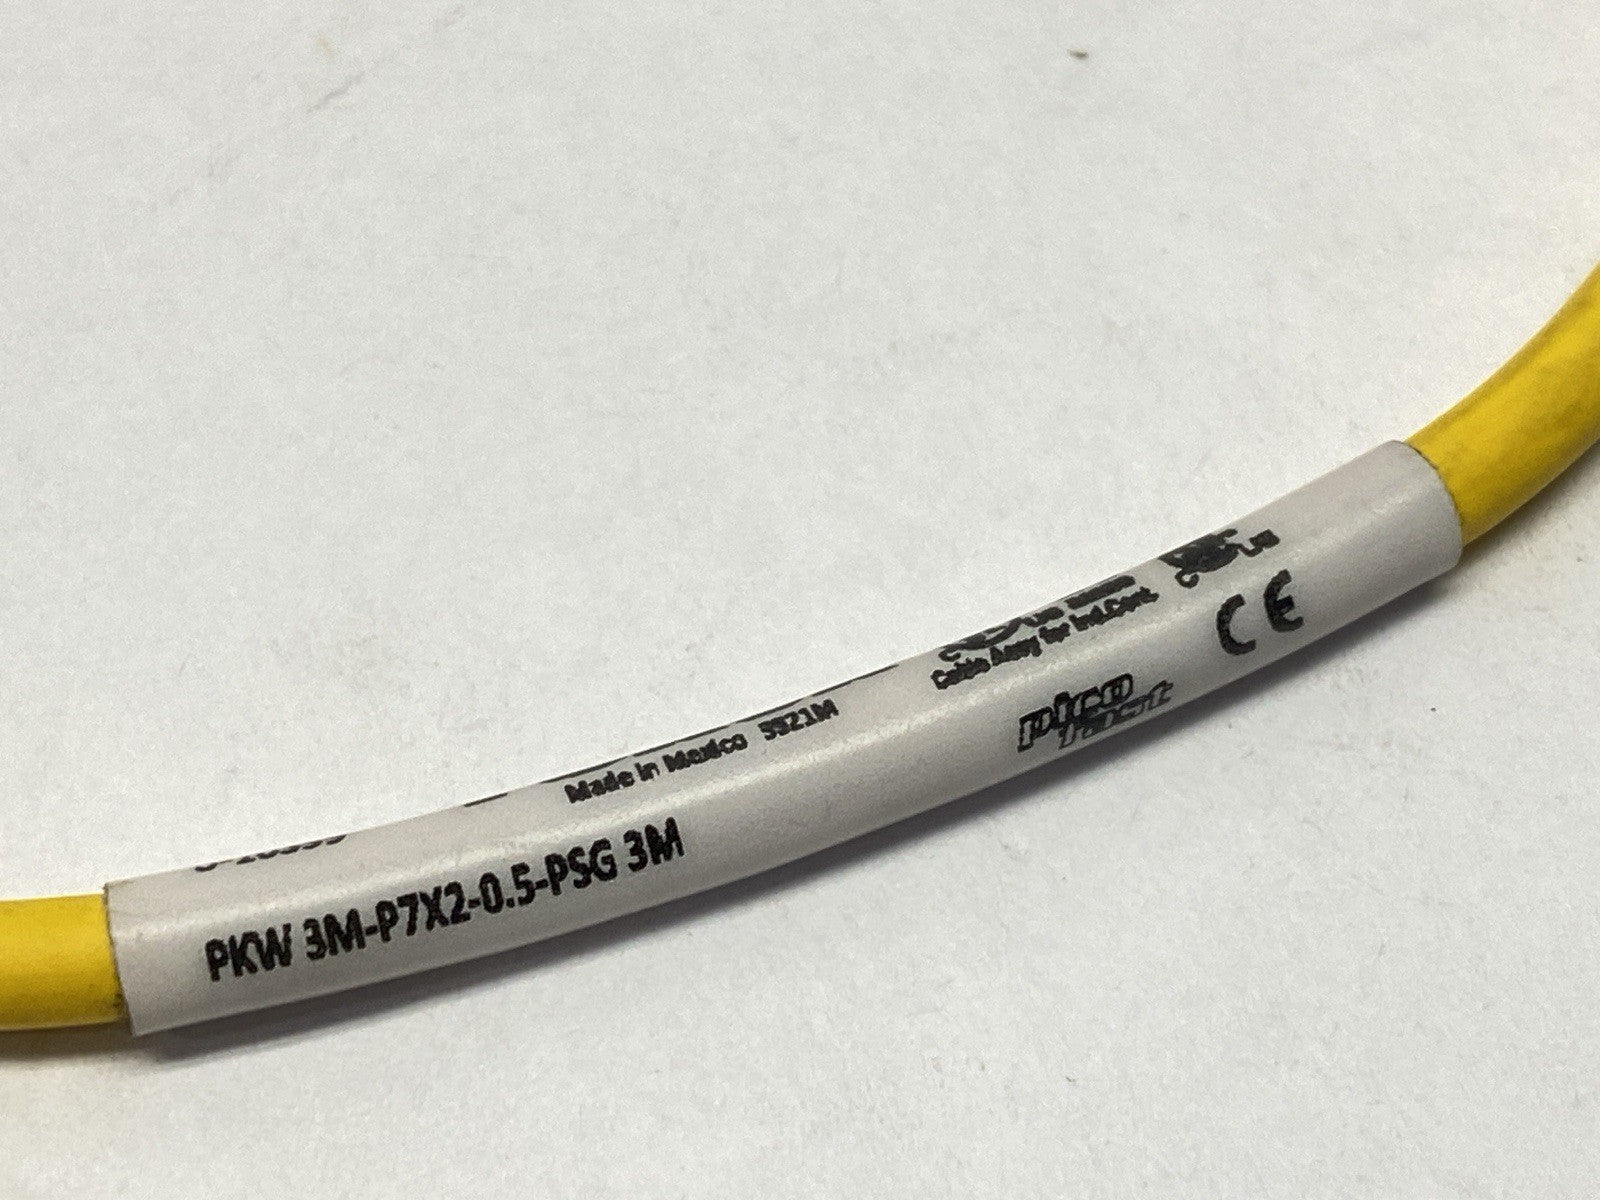 PKW 3M-P7X2-0.5-PSG 3M
Made in Mexico 5921M
Cable Assy for Ind.Cont.
pico fast
CE